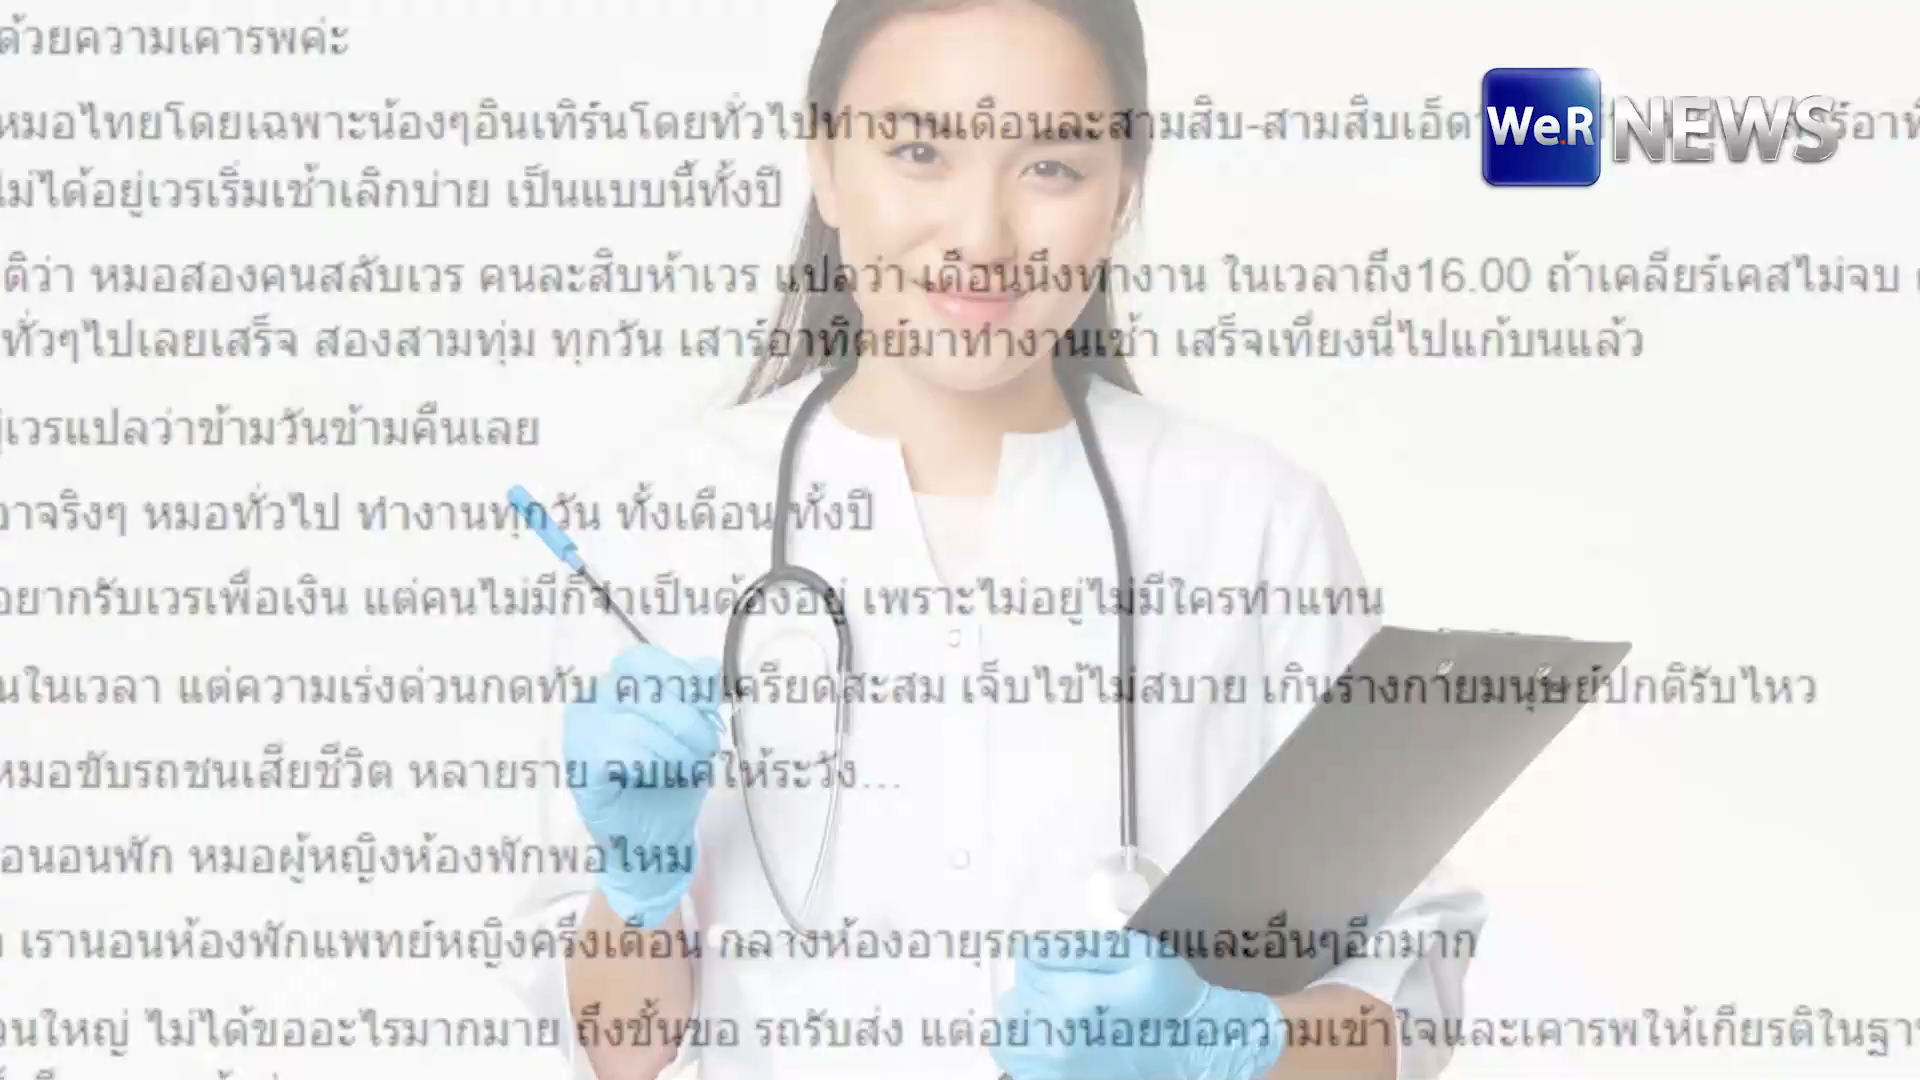 ด้วยความเคารพค่ะ
WeR NEWS
หมอไทยโดยเฉพาะน้องๆอินเทิร์นโดยทั่วไปทำงานเดือนละสามสิบ-สามสิบเอ็ด
ไม่ได้อยู่เวรเริ่มเช้าเลิกบ่าย เป็นแบบนี้ทั้งปี
ติว่า หมอสองคนสลับเวร คนละสิบห้าเวร แปลว่า เดือนนึงทำงาน ในเวลาถึง16.00 ถ้าเคลียร์เคสไม่จบ
ทั่วๆไปเลยเสร็จ สองสามทุ่ม ทุกวัน เสาร์อาทิตย์มาทำงานเช้า เสร็จเที่ยงนี่ไปแก้บนแล้ว
เวรแปลว่าข้ามวันข้ามคืนเลย
าจริงๆ หมอทั่วไป ทำงานทุกวัน ทั้งเดือน ทั้งปี
อยากรับเวรเพื่อเงิน แต่คนไม่มีก็จำเป็นต้องอยู่ เพราะไม่อยู่ไม่มีใครทำแทน
นในเวลา แต่ความเร่งด่วนกดทับ ความเครียดสะสม เจ็บไข้ไม่สบาย เกินร่างกายมนุษย์ปกติรับไหว
หมอขับรถชนเสียชีวิต หลายราย จบแค่ให้ระวัง...
อนอนพัก หมอผู้หญิงห้องพักพอไหม
เรานอนห้องพักแพทย์หญิงครึ่งเดือน กลางห้องอายุรกรรมชายและอื่นๆอีกมาก
วนใหญ่ ไม่ได้ขออะไรมากมาย ถึงขั้นขอ รถรับส่ง แต่อย่างน้อยขอความเข้าใจและเคารพให้เกียรติในฐา